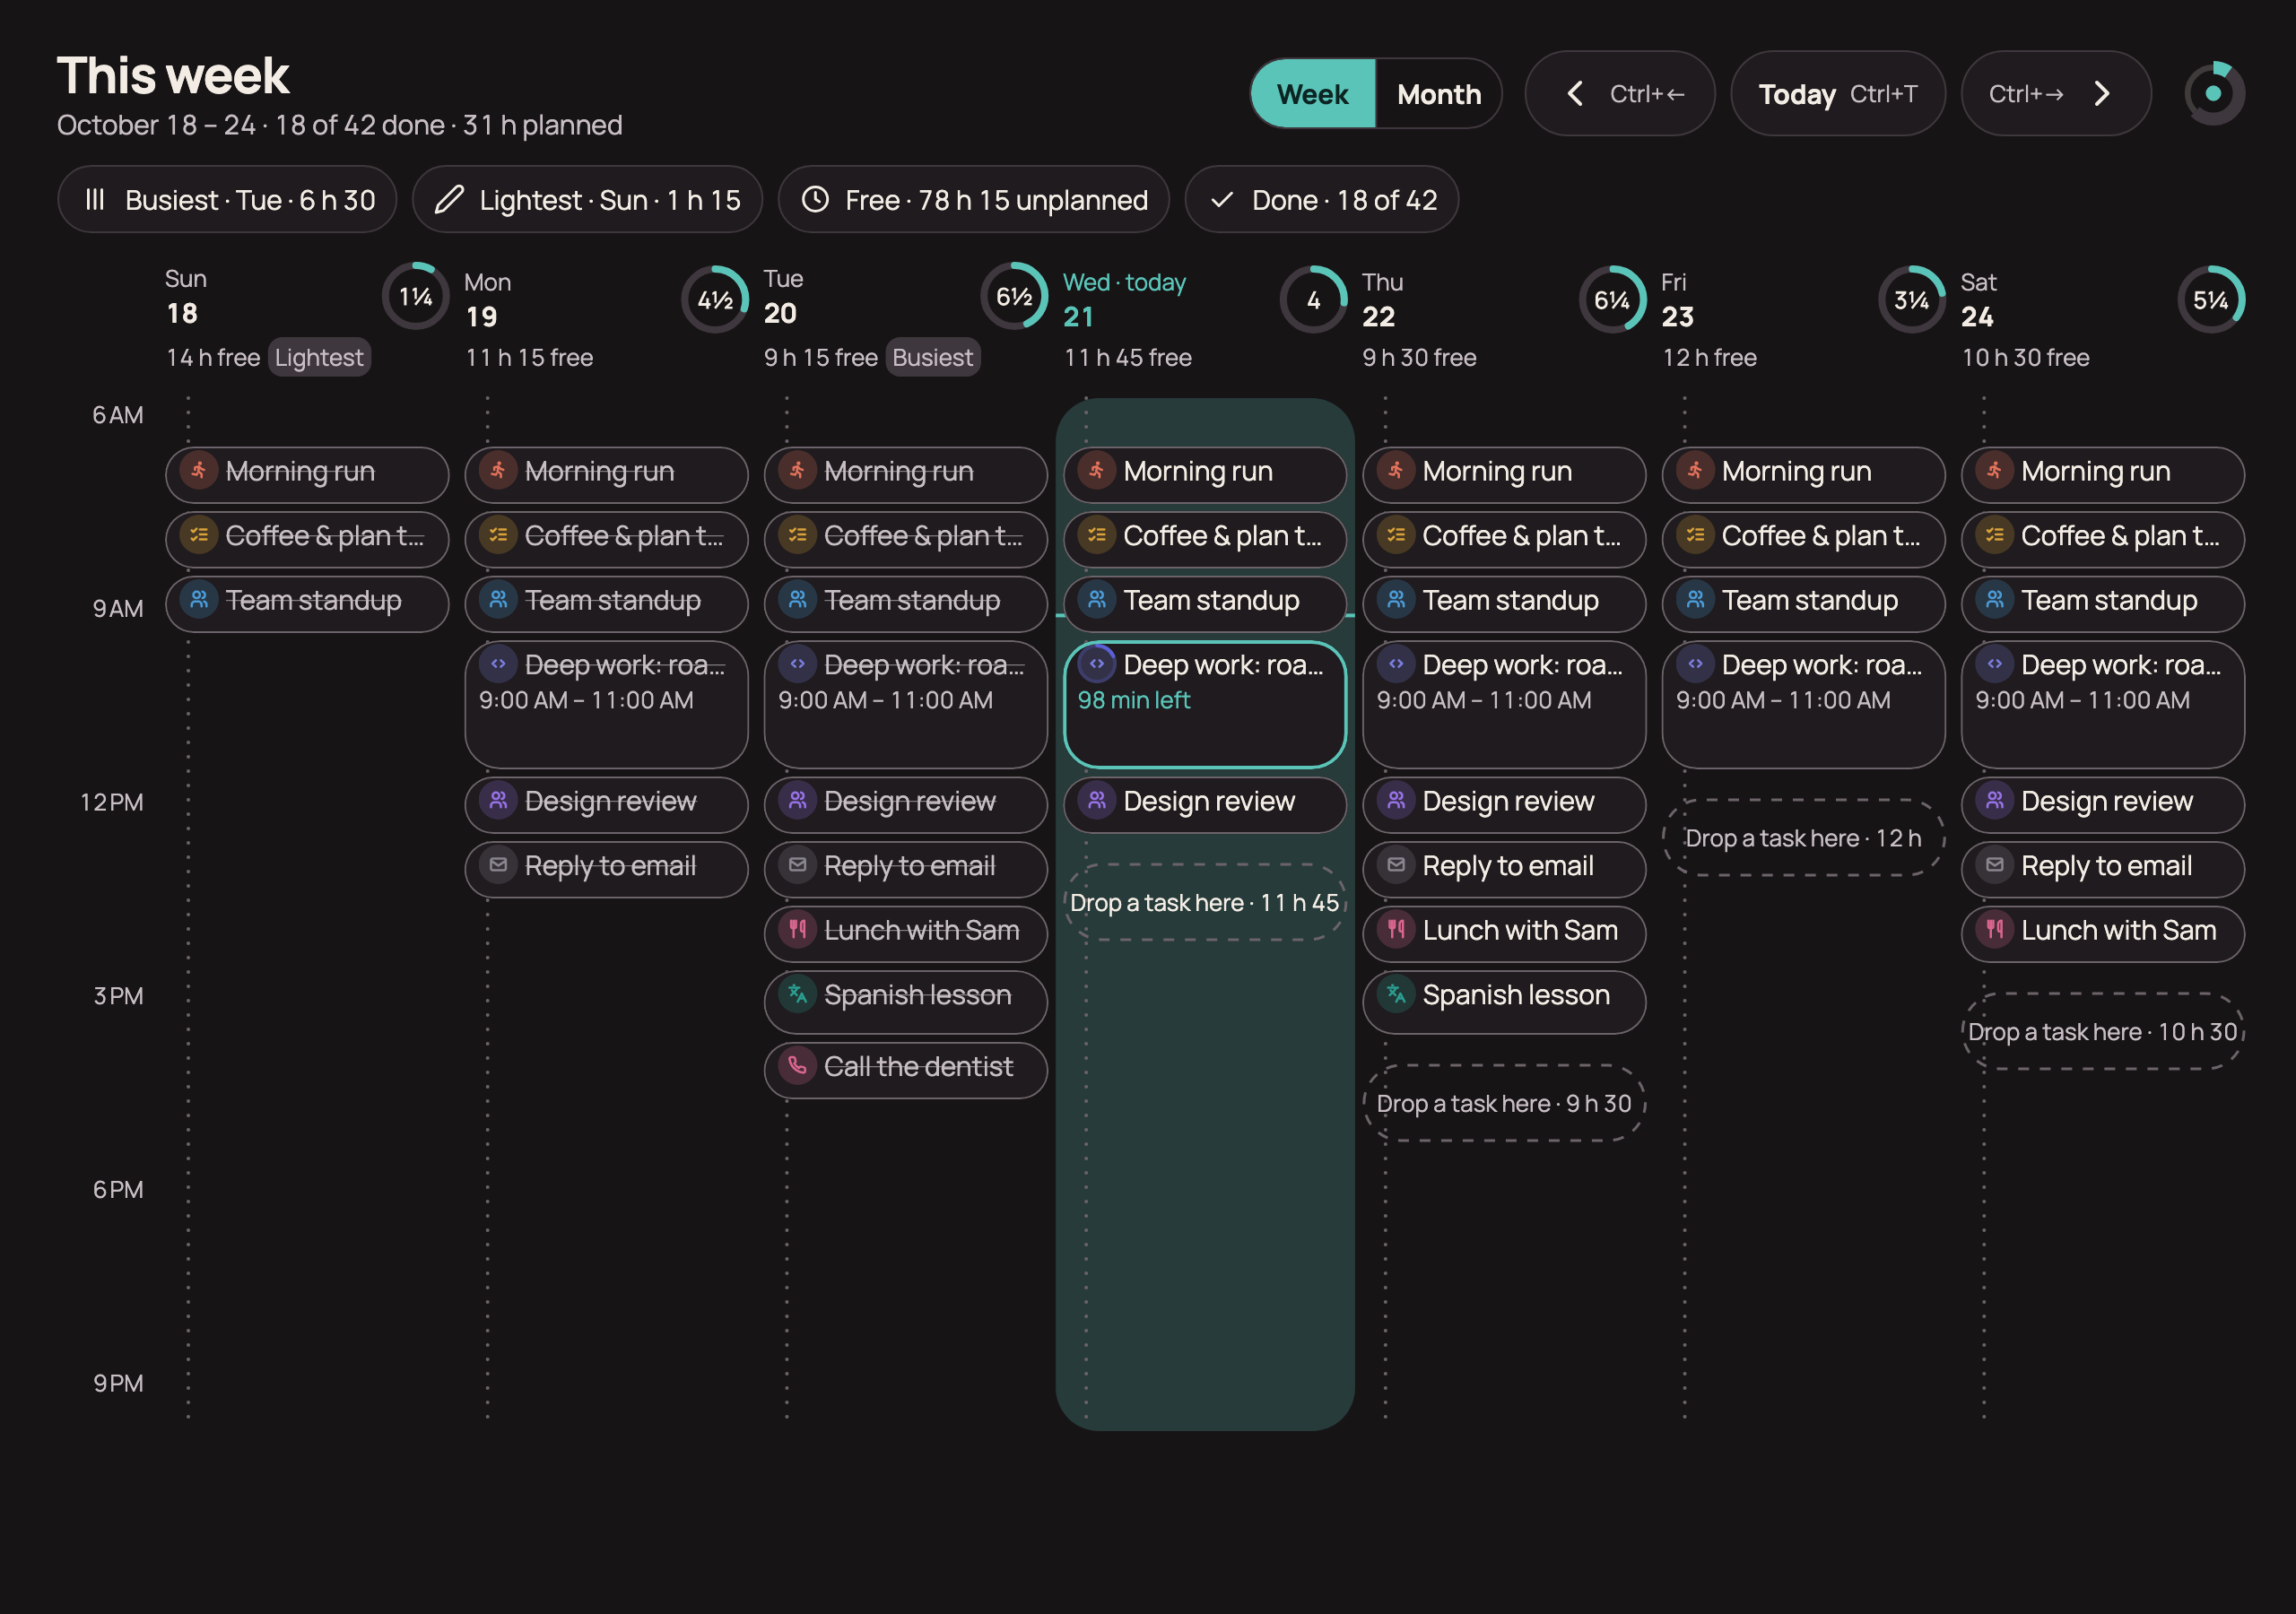 This week
October 18 – 24 · 18 of 42 done · 31 h planned
Week
Month
Ctrl+←
Today Ctrl+T
Ctrl+→
Busiest · Tue · 6 h 30
Lightest · Sun · 1 h 15
Free · 78 h 15 unplanned
Done · 18 of 42
Sun
18
1¼
14 h free Lightest
Mon
19
4½
11 h 15 free
Tue
20
6½
9 h 15 free Busiest
Wed · today
21
4
11 h 45 free
Thu
22
6¼
9 h 30 free
Fri
23
3¼
12 h free
Sat
24
5¼
10 h 30 free
6 AM
9 AM
12 PM
3 PM
6 PM
9 PM
Morning run
Coffee & plan t...
Team standup
Morning run
Coffee & plan t...
Team standup
Deep work: roa...
9:00 AM – 11:00 AM
Design review
Reply to email
Morning run
Coffee & plan t...
Team standup
Deep work: roa...
9:00 AM – 11:00 AM
Design review
Reply to email
Lunch with Sam
Spanish lesson
Call the dentist
Morning run
Coffee & plan t...
Team standup
Deep work: roa...
98 min left
Design review
Drop a task here · 11 h 45
Morning run
Coffee & plan t...
Team standup
Deep work: roa...
9:00 AM – 11:00 AM
Design review
Reply to email
Lunch with Sam
Spanish lesson
Drop a task here · 9 h 30
Morning run
Coffee & plan t...
Team standup
Deep work: roa...
9:00 AM – 11:00 AM
Drop a task here · 12 h
Morning run
Coffee & plan t...
Team standup
Deep work: roa...
9:00 AM – 11:00 AM
Design review
Reply to email
Lunch with Sam
Drop a task here · 10 h 30